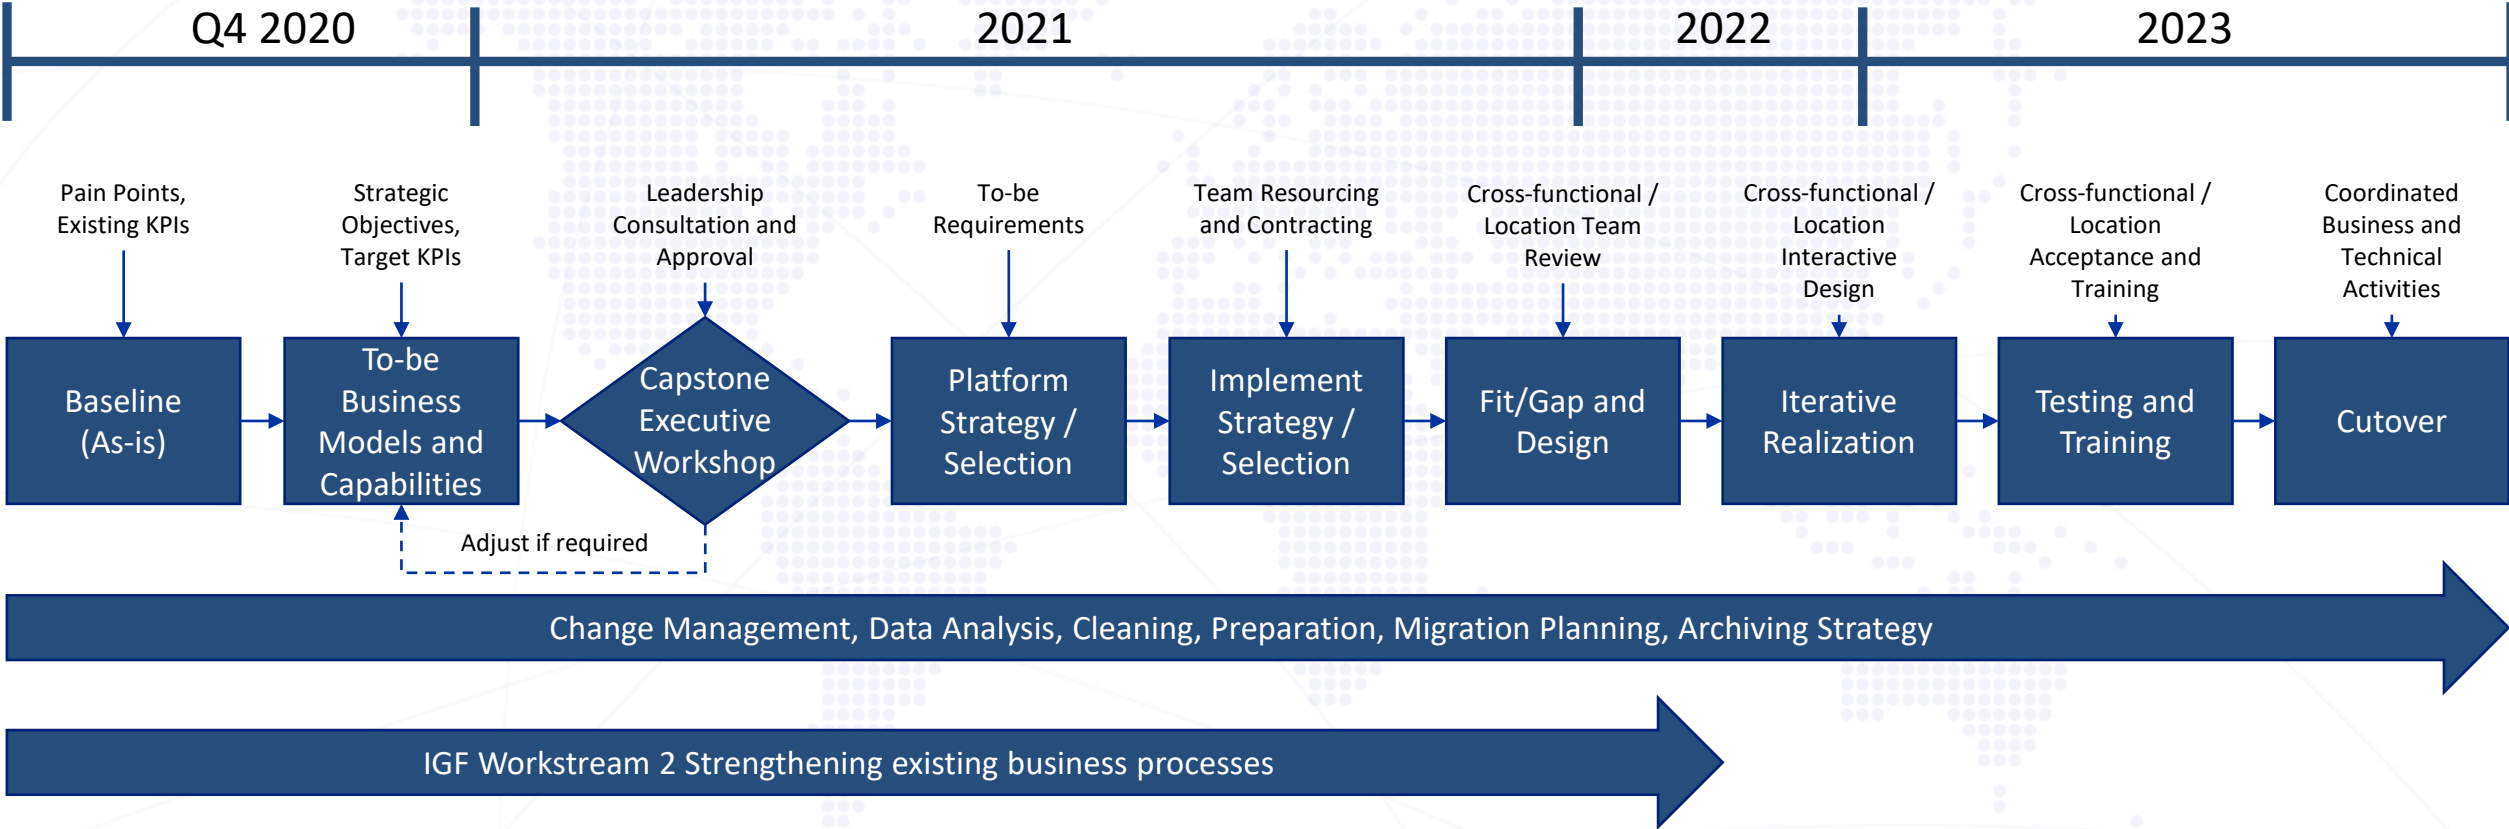 Q4 2020
2021
2022
2023
Pain Points,
Existing KPIs
Strategic
Objectives,
Target KPIs
Leadership
Consultation and
Approval
To-be
Requirements
Team Resourcing
and Contracting
Cross-functional /
Location Team
Review
Cross-functional /
Location
Interactive
Design
Cross-functional /
Location
Acceptance and
Training
Coordinated
Business and
Technical
Activities
Baseline
(As-is)
To-be
Business
Models and
Capabilities
Capstone
Executive
Workshop
Platform
Strategy /
Selection
Implement
Strategy /
Selection
Fit/Gap and
Design
Iterative
Realization
Testing and
Training
Cutover
Adjust if required
Change Management, Data Analysis, Cleaning, Preparation, Migration Planning, Archiving Strategy
IGF Workstream 2 Strengthening existing business processes